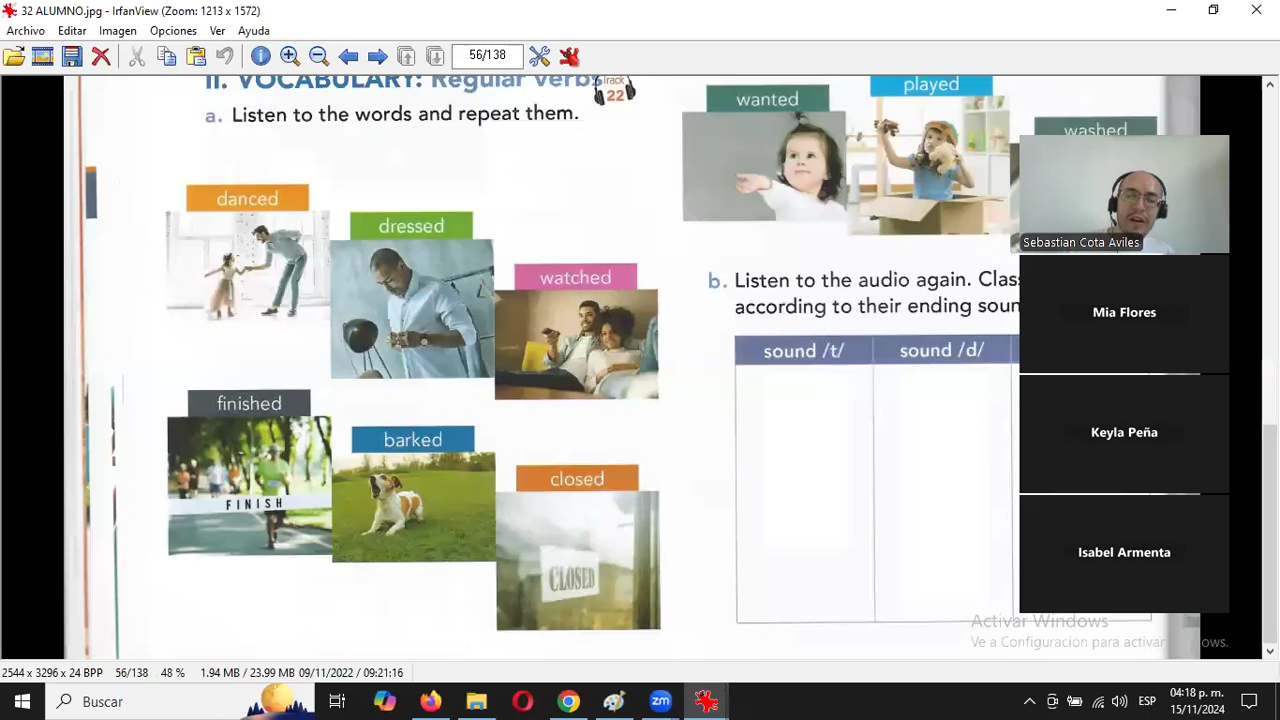 32 ALUMNO.jpg - IrfanView (Zoom: 1213 x 1572)
Archivo Editar Imagen Opciones Ver Ayuda
56/138
II. VOCABULARY: Regular verbs
Track
22
a. Listen to the words and repeat them.
danced
dressed
watched
finished
FINISH
barked
closed
CLOSED
wanted
played
washed
b. Listen to the audio again. Clas
according to their ending soun
sound /t/ sound /d/
Sebastian Cota Aviles
Mia Flores
Keyla Peña
Isabel Armenta
Activar Windows
Ve a Configuración para activar Windows.
2544 x 3296 x 24 BPP 56/138 48 % 1.94 MB / 23.99 MB 09/11/2022 / 09:21:16
Buscar
zm
ESP
04:18 p. m.
15/11/2024